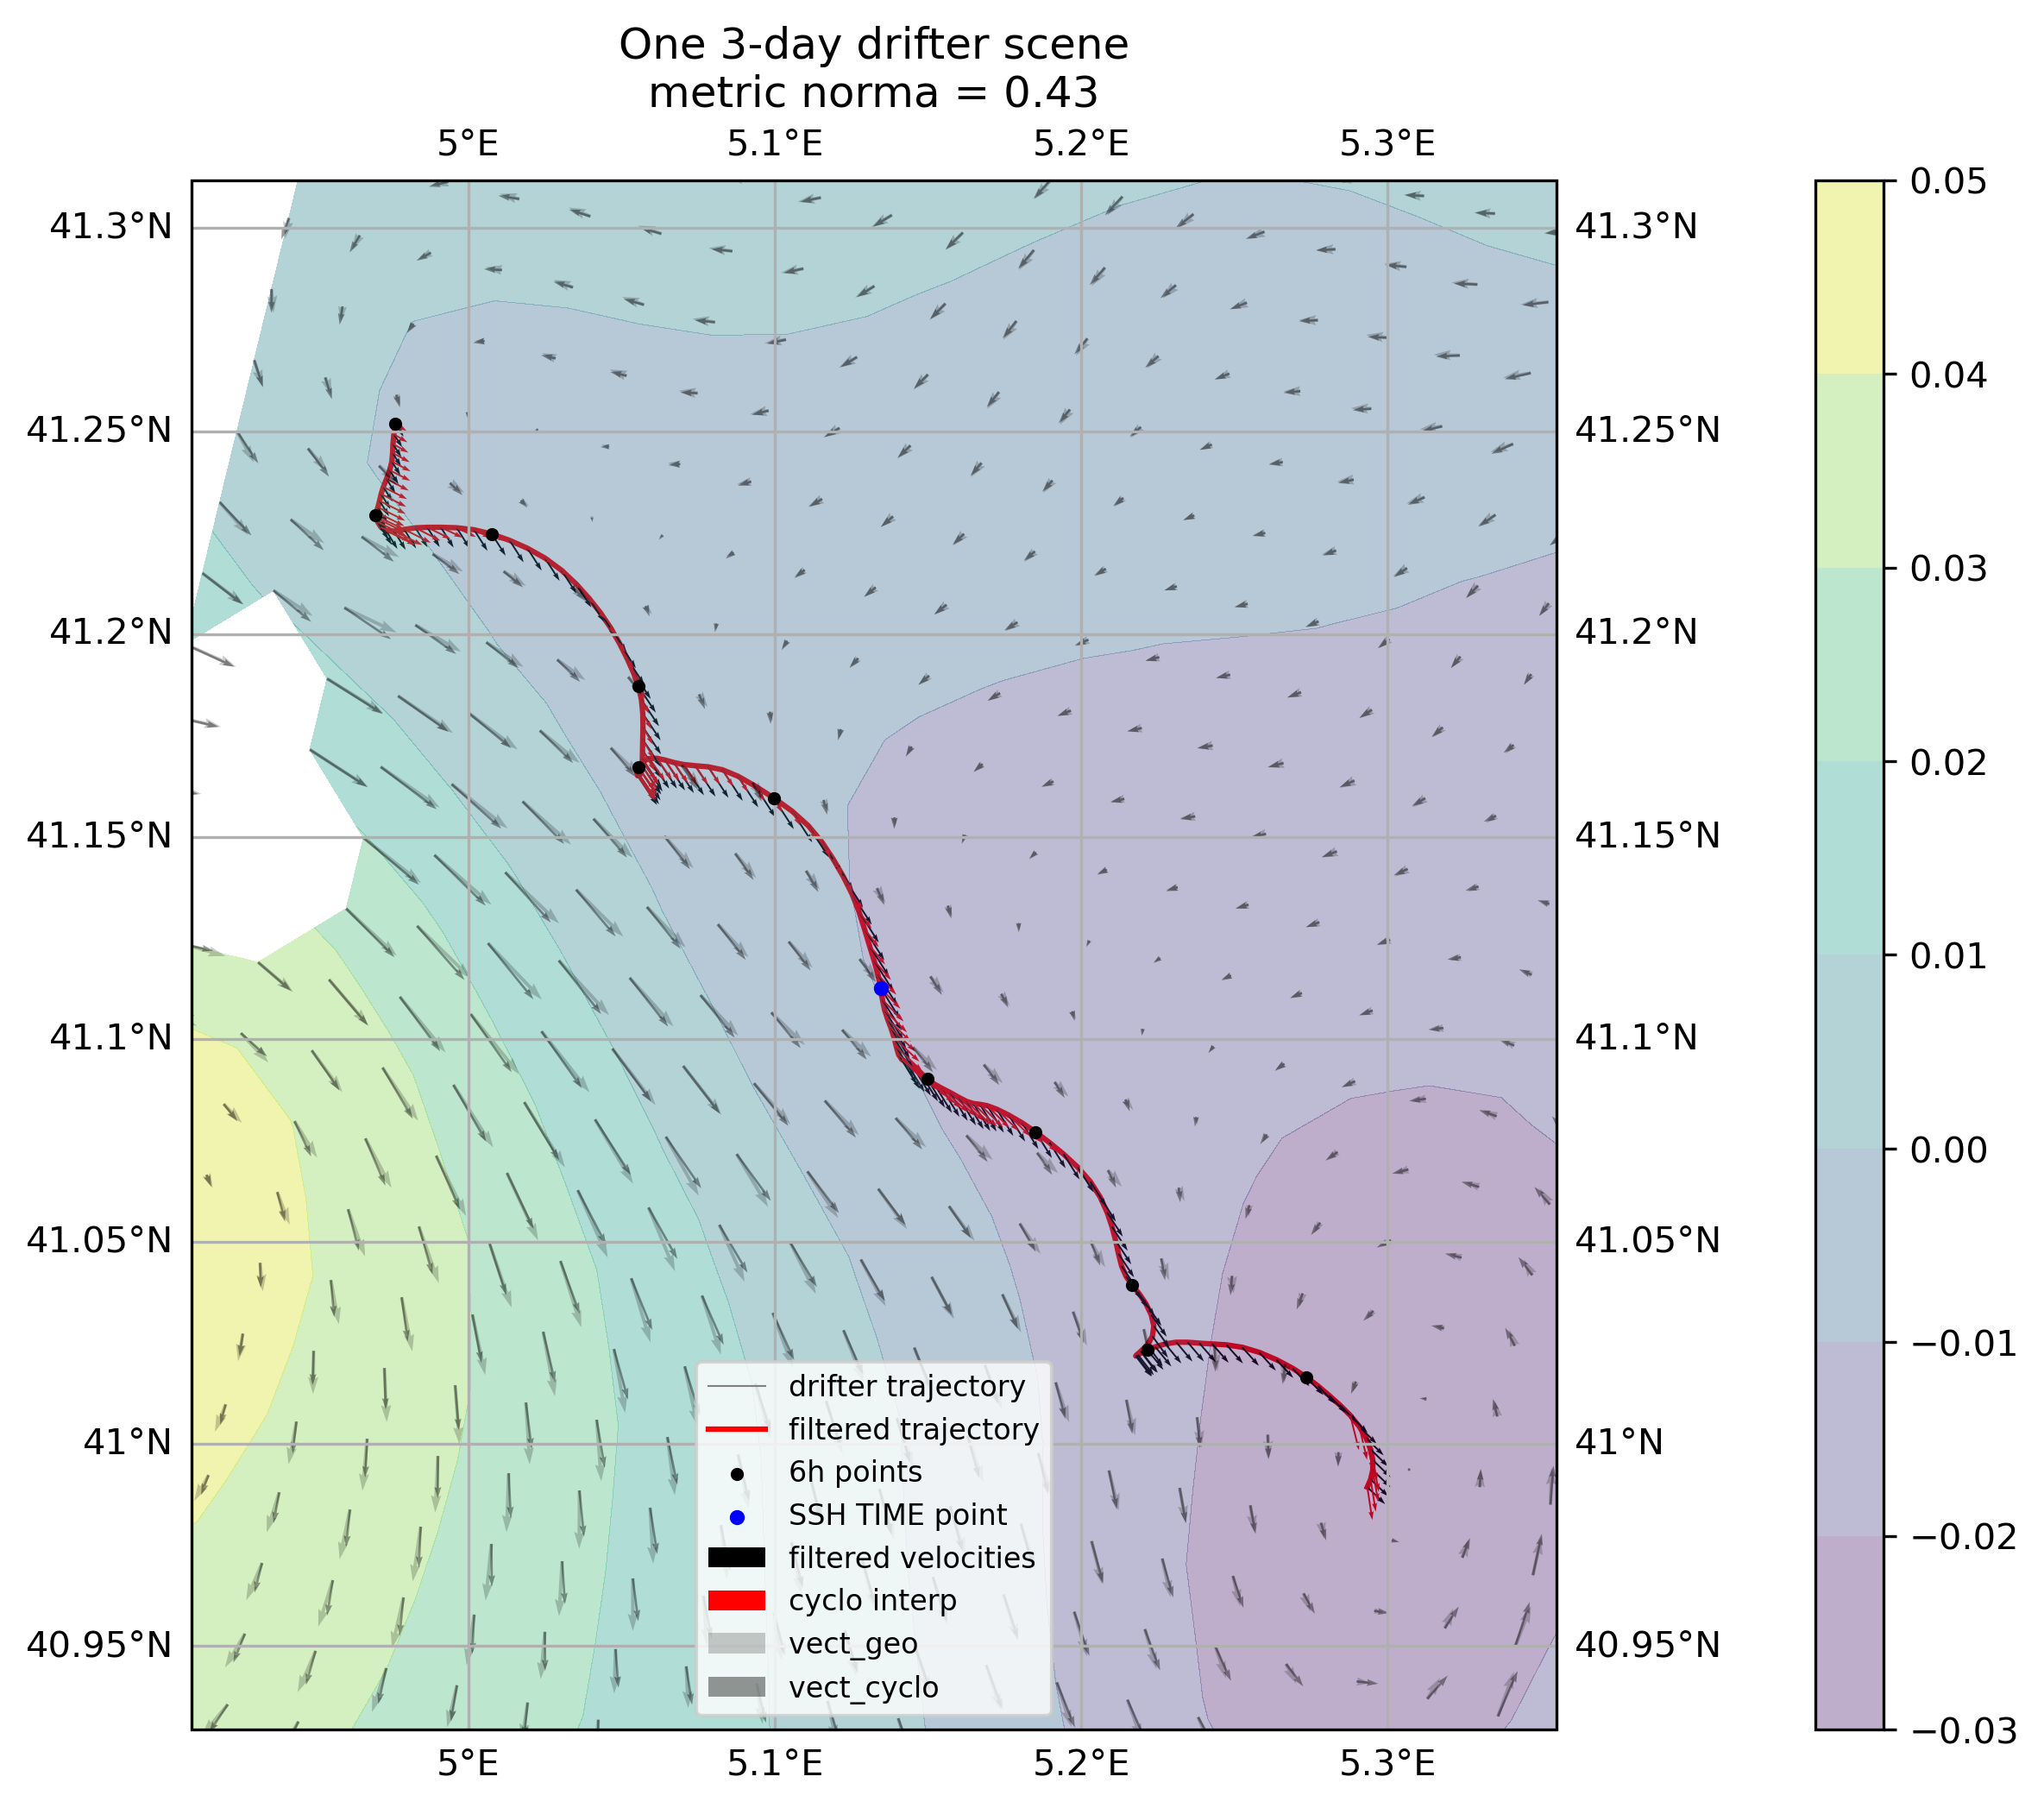 One 3-day drifter scene
metric norma = 0.43
5°E 5.1°E 5.2°E 5.3°E
41.3°N 41.3°N
41.25°N 41.25°N
41.2°N 41.2°N
41.15°N 41.15°N
41.1°N 41.1°N
41.05°N 41.05°N
41°N 41°N
40.95°N 40.95°N
5°E 5.1°E 5.2°E 5.3°E
drifter trajectory
filtered trajectory
6h points
SSH TIME point
filtered velocities
cyclo interp
vect_geo
vect_cyclo
0.05
0.04
0.03
0.02
0.01
0.00
−0.01
−0.02
−0.03